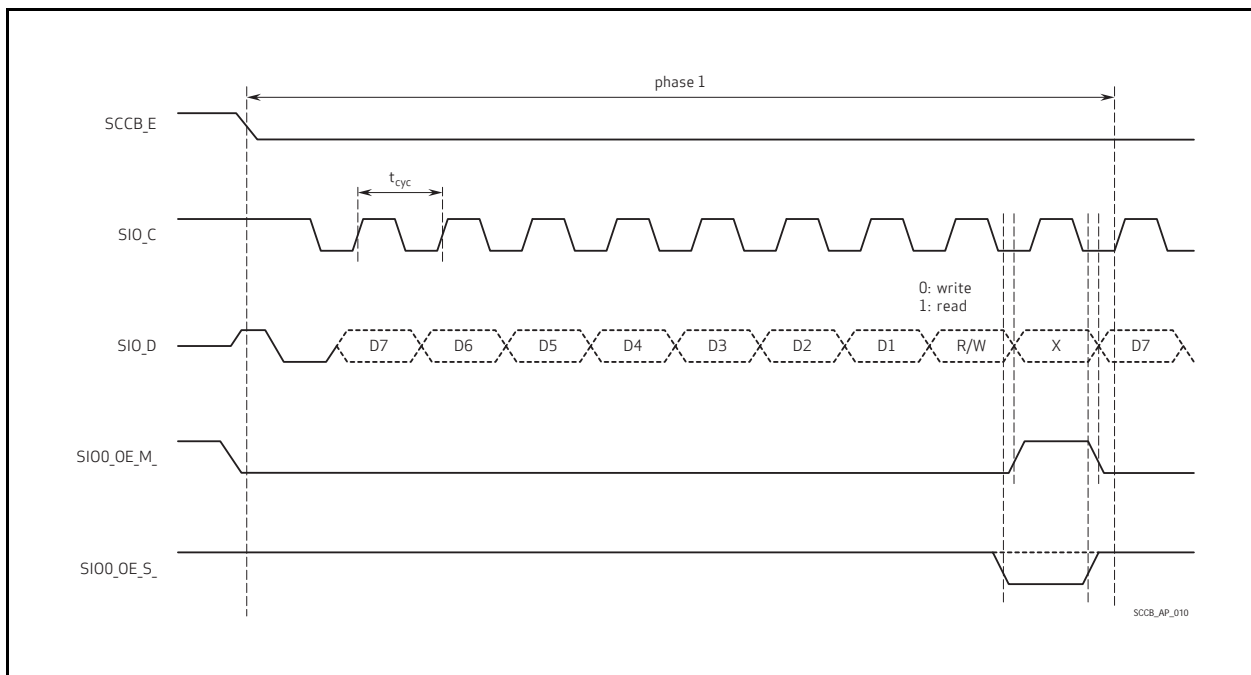 phase 1
SCCB_E
t_cyc
SIO_C
0: write
1: read
SIO_D D7 D6 D5 D4 D3 D2 D1 R/W X D7
SIO0_OE_M_
SIO0_OE_S_
SCCB_AP_010